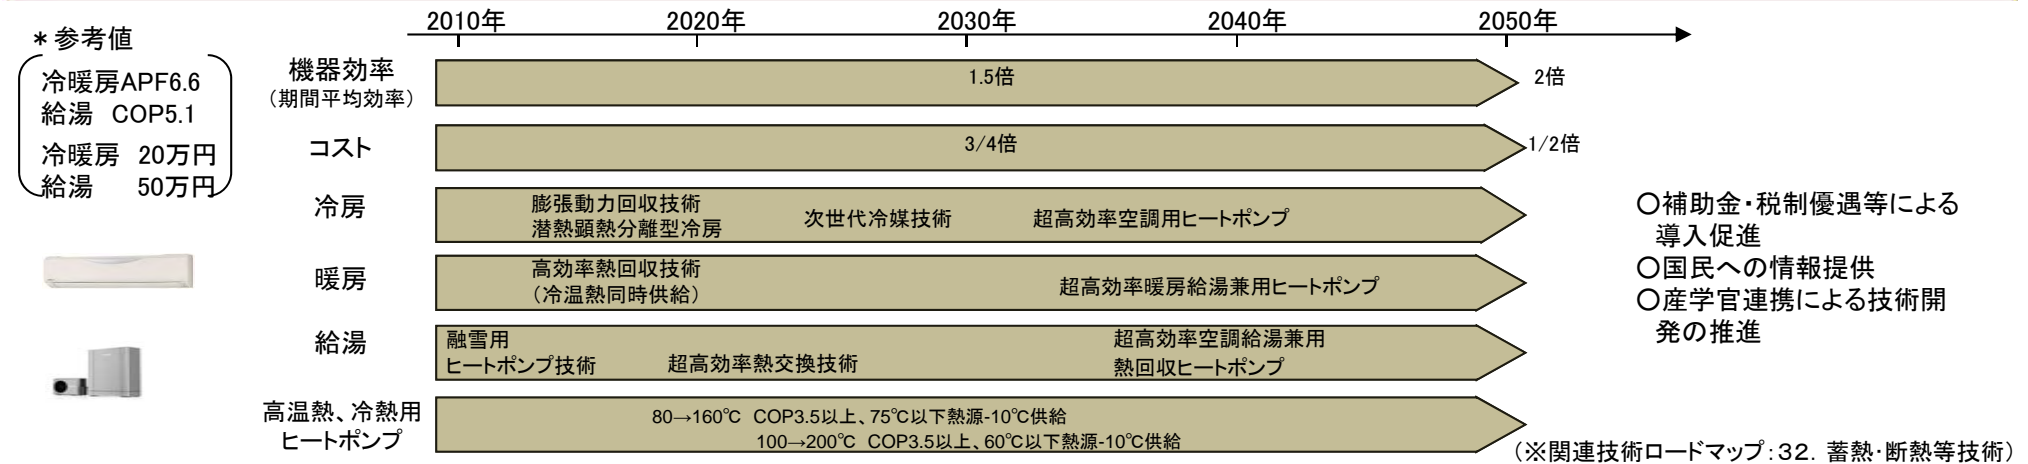 2010年 2020年 2030年 2040年 2050年
＊参考値
冷暖房APF6.6
給湯 COP5.1
冷暖房 20万円
給湯 50万円
機器効率
（期間平均効率）
1.5倍
2倍
コスト
3/4倍
1/2倍
冷房
膨張動力回収技術
潜熱顕熱分離型冷房
次世代冷媒技術
超高効率空調用ヒートポンプ
暖房
高効率熱回収技術
（冷温熱同時供給）
超高効率暖房給湯兼用ヒートポンプ
給湯
融雪用
ヒートポンプ技術
超高効率熱交換技術
超高効率空調給湯兼用
熱回収ヒートポンプ
高温熱、冷熱用
ヒートポンプ
80→160℃ COP3.5以上、75℃以下熱源-10℃供給
100→200℃ COP3.5以上、60℃以下熱源-10℃供給
○補助金・税制優遇等による
導入促進
○国民への情報提供
○産学官連携による技術開
発の推進
（※関連技術ロードマップ：32．蓄熱・断熱等技術）